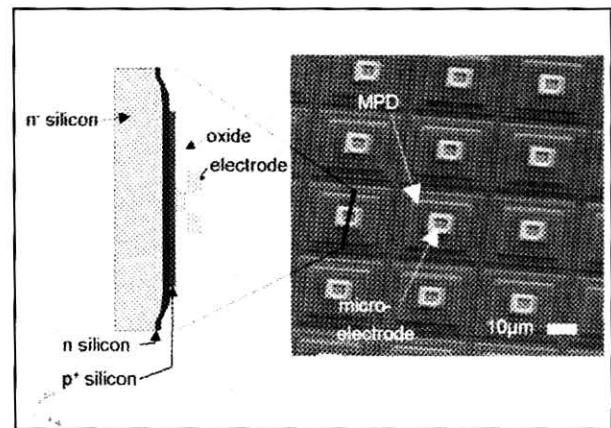 n⁻ silicon
oxide
electrode
n silicon
p⁺ silicon
MPD
micro-
electrode
10µm